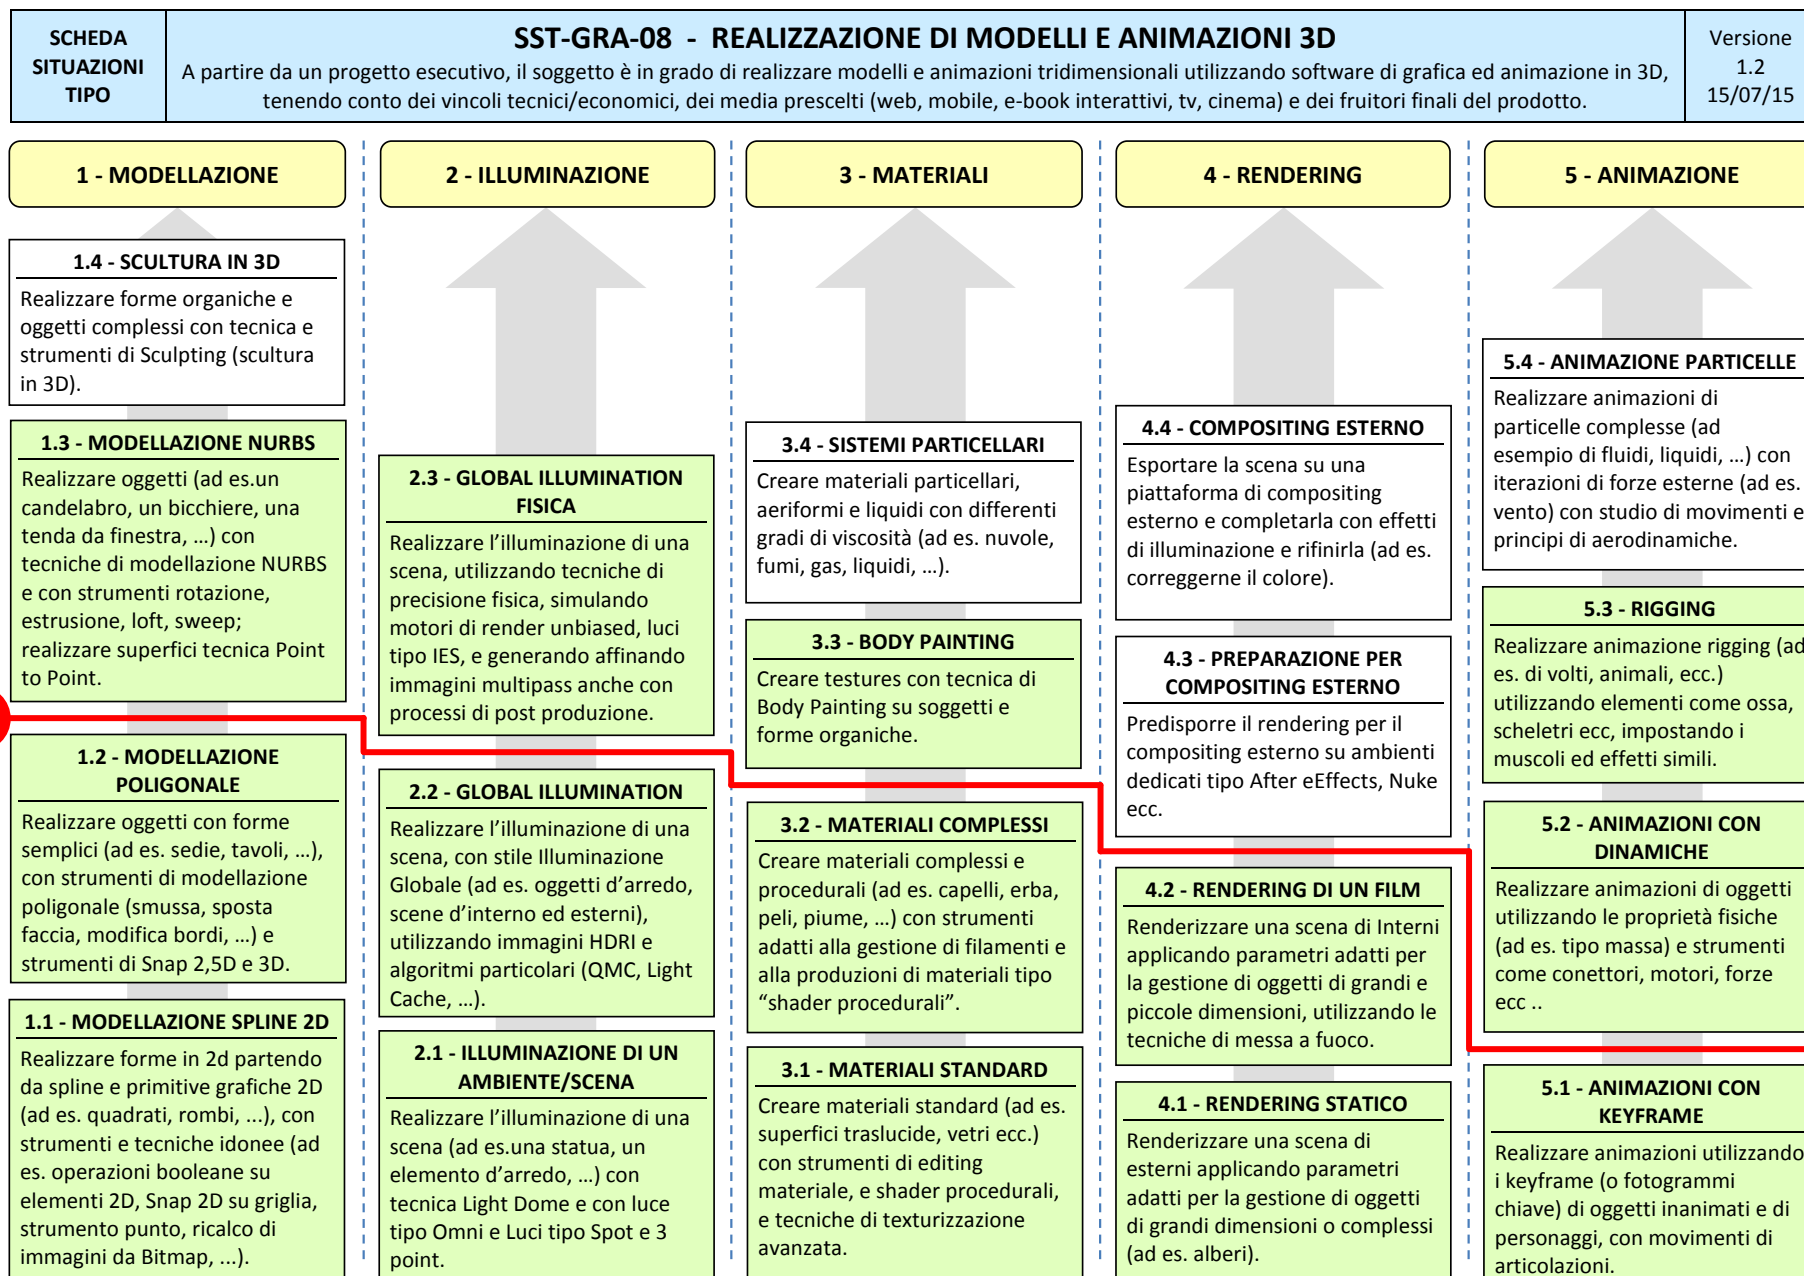 SCHEDA
SITUAZIONI
TIPO
SST-GRA-08 - REALIZZAZIONE DI MODELLI E ANIMAZIONI 3D
A partire da un progetto esecutivo, il soggetto è in grado di realizzare modelli e animazioni tridimensionali utilizzando software di grafica ed animazione in 3D,
tenendo conto dei vincoli tecnici/economici, dei media prescelti (web, mobile, e-book interattivi, tv, cinema) e dei fruitori finali del prodotto.
Versione
1.2
15/07/15
1 - MODELLAZIONE
1.4 - SCULTURA IN 3D
Realizzare forme organiche e
oggetti complessi con tecnica e
strumenti di Sculpting (scultura
in 3D).
1.3 - MODELLAZIONE NURBS
Realizzare oggetti (ad es.un
candelabro, un bicchiere, una
tenda da finestra, …) con
tecniche di modellazione NURBS
e con strumenti rotazione,
estrusione, loft, sweep;
realizzare superfici tecnica Point
to Point.
1.2 - MODELLAZIONE
POLIGONALE
Realizzare oggetti con forme
semplici (ad es. sedie, tavoli, …),
con strumenti di modellazione
poligonale (smussa, sposta
faccia, modifica bordi, …) e
strumenti di Snap 2,5D e 3D.
1.1 - MODELLAZIONE SPLINE 2D
Realizzare forme in 2d partendo
da spline e primitive grafiche 2D
(ad es. quadrati, rombi, ...), con
strumenti e tecniche idonee (ad
es. operazioni booleane su
elementi 2D, Snap 2D su griglia,
strumento punto, ricalco di
immagini da Bitmap, ...).
2 - ILLUMINAZIONE
2.3 - GLOBAL ILLUMINATION
FISICA
Realizzare l’illuminazione di una
scena, utilizzando tecniche di
precisione fisica, simulando
motori di render unbiased, luci
tipo IES, e generando affinando
immagini multipass anche con
processi di post produzione.
2.2 - GLOBAL ILLUMINATION
Realizzare l’illuminazione di una
scena, con stile Illuminazione
Globale (ad es. oggetti d’arredo,
scene d’interno ed esterni),
utilizzando immagini HDRI e
algoritmi particolari (QMC, Light
Cache, …).
2.1 - ILLUMINAZIONE DI UN
AMBIENTE/SCENA
Realizzare l’illuminazione di una
scena (ad es.una statua, un
elemento d’arredo, …) con
tecnica Light Dome e con luce
tipo Omni e Luci tipo Spot e 3
point.
3 - MATERIALI
3.4 - SISTEMI PARTICELLARI
Creare materiali particellari,
aeriformi e liquidi con differenti
gradi di viscosità (ad es. nuvole,
fumi, gas, liquidi, …).
3.3 - BODY PAINTING
Creare testures con tecnica di
Body Painting su soggetti e
forme organiche.
3.2 - MATERIALI COMPLESSI
Creare materiali complessi e
procedurali (ad es. capelli, erba,
peli, piume, …) con strumenti
adatti alla gestione di filamenti e
alla produzioni di materiali tipo
“shader procedurali”.
3.1 - MATERIALI STANDARD
Creare materiali standard (ad es.
superfici traslucide, vetri ecc.)
con strumenti di editing
materiale, e shader procedurali,
e tecniche di texturizzazione
avanzata.
4 - RENDERING
4.4 - COMPOSITING ESTERNO
Esportare la scena su una
piattaforma di compositing
esterno e completarla con effetti
di illuminazione e rifinirla (ad es.
correggerne il colore).
4.3 - PREPARAZIONE PER
COMPOSITING ESTERNO
Predisporre il rendering per il
compositing esterno su ambienti
dedicati tipo After eEffects, Nuke
ecc.
4.2 - RENDERING DI UN FILM
Renderizzare una scena di Interni
applicando parametri adatti per
la gestione di oggetti di grandi e
piccole dimensioni, utilizzando le
tecniche di messa a fuoco.
4.1 - RENDERING STATICO
Renderizzare una scena di
esterni applicando parametri
adatti per la gestione di oggetti
di grandi dimensioni o complessi
(ad es. alberi).
5 - ANIMAZIONE
5.4 - ANIMAZIONE PARTICELLE
Realizzare animazioni di
particelle complesse (ad
esempio di fluidi, liquidi, …) con
iterazioni di forze esterne (ad es.
vento) con studio di movimenti e
principi di aerodinamiche.
5.3 - RIGGING
Realizzare animazione rigging (ad
es. di volti, animali, ecc.)
utilizzando elementi come ossa,
scheletri ecc, impostando i
muscoli ed effetti simili.
5.2 - ANIMAZIONI CON
DINAMICHE
Realizzare animazioni di oggetti
utilizzando le proprietà fisiche
(ad es. tipo massa) e strumenti
come conettori, motori, forze
ecc ..
5.1 - ANIMAZIONI CON
KEYFRAME
Realizzare animazioni utilizzando
i keyframe (o fotogrammi
chiave) di oggetti inanimati e di
personaggi, con movimenti di
articolazioni.